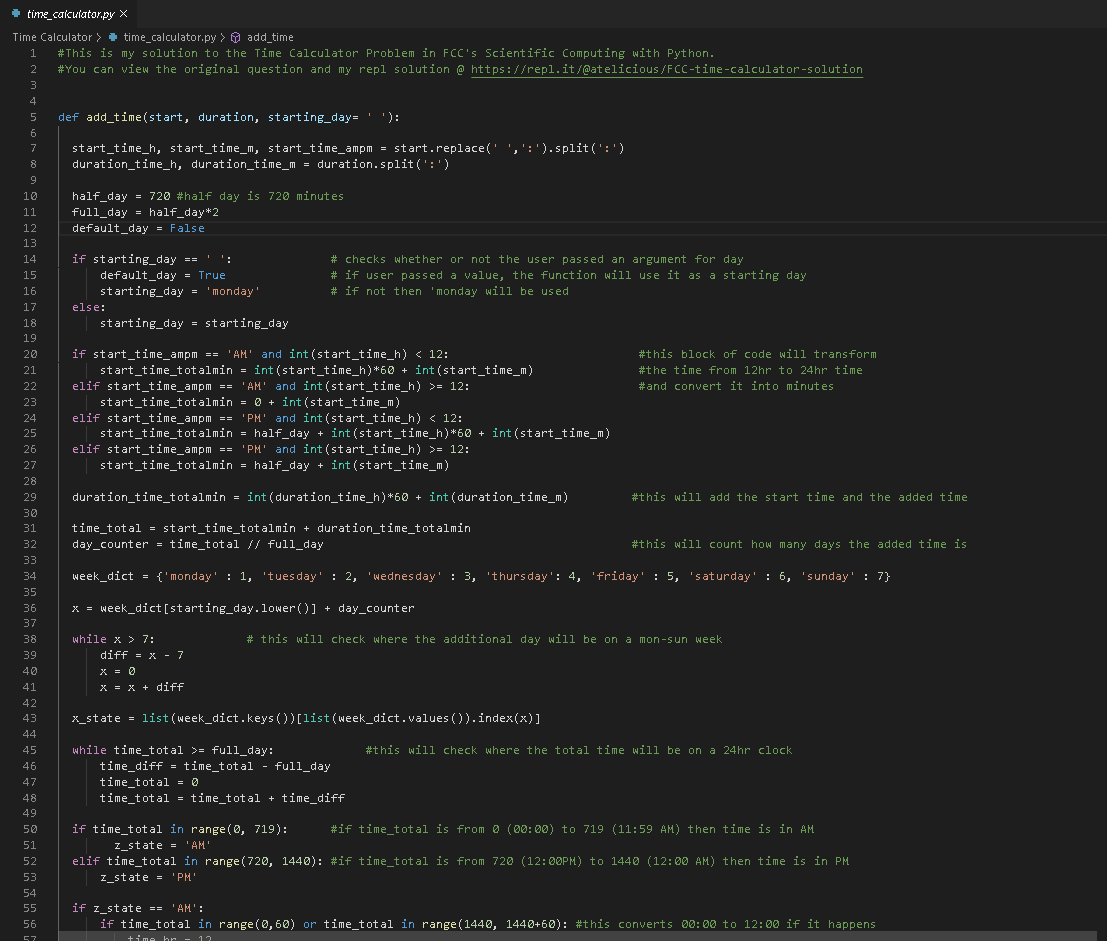 time_calculator.py ×
Time Calculator > time_calculator.py > add_time
1 #This is my solution to the Time Calculator Problem in FCC's Scientific Computing with Python.
2 #You can view the original question and my repl solution @ https://repl.it/@atelicious/FCC-time-calculator-solution
3
4
5 def add_time(start, duration, starting_day= ' '):
6
7 start_time_h, start_time_m, start_time_ampm = start.replace(' ',':').split(':')
8 duration_time_h, duration_time_m = duration.split(':')
9
10 half_day = 720 #half day is 720 minutes
11 full_day = half_day*2
12 default_day = False
13
14 if starting_day == ' ': # checks whether or not the user passed an argument for day
15 default_day = True # if user passed a value, the function will use it as a starting day
16 starting_day = 'monday' # if not then 'monday will be used
17 else:
18 starting_day = starting_day
19
20 if start_time_ampm == 'AM' and int(start_time_h) < 12: #this block of code will transform
21 start_time_totalmin = int(start_time_h)*60 + int(start_time_m) #the time from 12hr to 24hr time
22 elif start_time_ampm == 'AM' and int(start_time_h) >= 12: #and convert it into minutes
23 start_time_totalmin = 0 + int(start_time_m)
24 elif start_time_ampm == 'PM' and int(start_time_h) < 12:
25 start_time_totalmin = half_day + int(start_time_h)*60 + int(start_time_m)
26 elif start_time_ampm == 'PM' and int(start_time_h) >= 12:
27 start_time_totalmin = half_day + int(start_time_m)
28
29 duration_time_totalmin = int(duration_time_h)*60 + int(duration_time_m) #this will add the start time and the added time
30
31 time_total = start_time_totalmin + duration_time_totalmin
32 day_counter = time_total // full_day #this will count how many days the added time is
33
34 week_dict = {'monday' : 1, 'tuesday' : 2, 'wednesday' : 3, 'thursday': 4, 'friday' : 5, 'saturday' : 6, 'sunday' : 7}
35
36 x = week_dict[starting_day.lower()] + day_counter
37
38 while x > 7: # this will check where the additional day will be on a mon-sun week
39 diff = x - 7
40 x = 0
41 x = x + diff
42
43 x_state = list(week_dict.keys())[list(week_dict.values()).index(x)]
44
45 while time_total >= full_day: #this will check where the total time will be on a 24hr clock
46 time_diff = time_total - full_day
47 time_total = 0
48 time_total = time_total + time_diff
49
50 if time_total in range(0, 719): #if time_total is from 0 (00:00) to 719 (11:59 AM) then time is in AM
51 z_state = 'AM'
52 elif time_total in range(720, 1440): #if time_total is from 720 (12:00PM) to 1440 (12:00 AM) then time is in PM
53 z_state = 'PM'
54
55 if z_state == 'AM':
56 if time_total in range(0,60) or time_total in range(1440, 1440+60): #this converts 00:00 to 12:00 if it happens
57 time_hr = 12